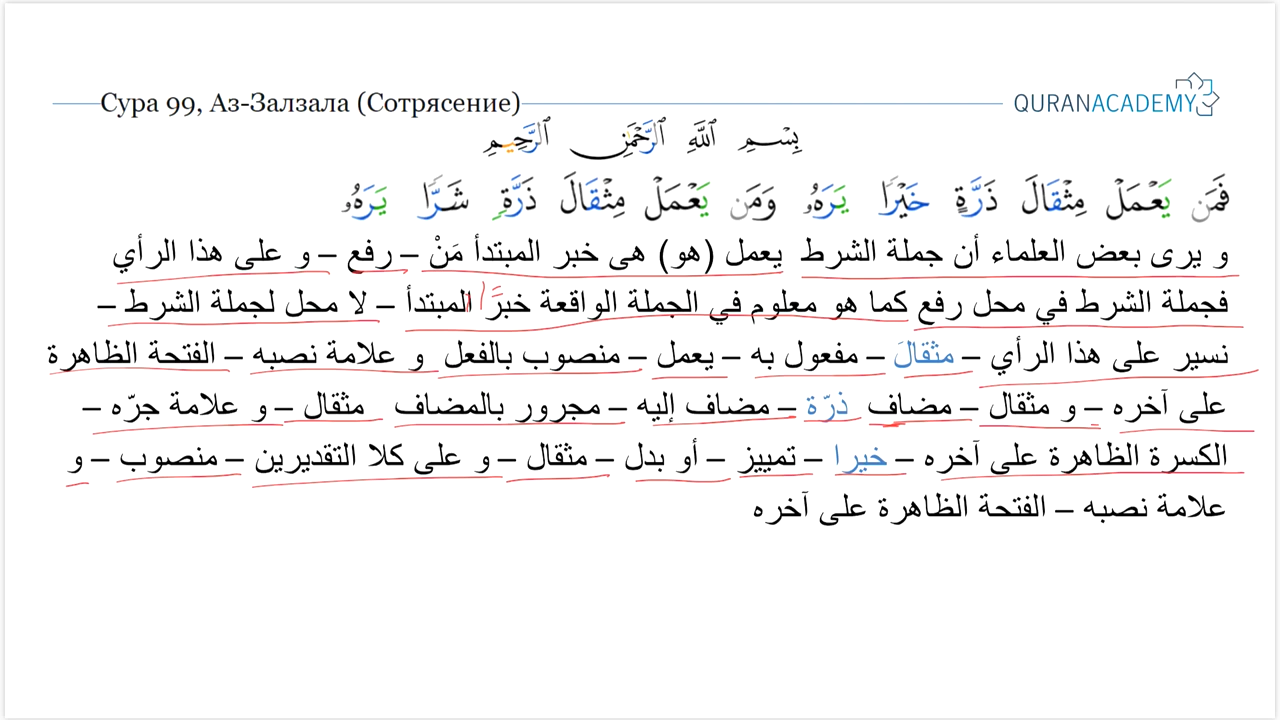 Сура 99, Аз-Залзала (Сотрясение)
QURANACADEMY
بِسْمِ ٱللَّهِ ٱلرَّحْمَٰنِ ٱلرَّحِيمِ
فَمَن يَعْمَلْ مِثْقَالَ ذَرَّةٍ خَيْرًا يَرَهُۥ وَمَن يَعْمَلْ مِثْقَالَ ذَرَّةٍ شَرًّا يَرَهُۥ
و يرى بعض العلماء أن جملة الشرط يعمل (هو) هى خبر المبتدأ مَنْ – رفع – و على هذا الرأي
فجملة الشرط في محل رفع كما هو معلوم في الجملة الواقعة خبرًا المبتدأ – لا محل لجملة الشرط –
نسير على هذا الرأي – مثقالَ – مفعول به – يعمل – منصوب بالفعل و علامة نصبه – الفتحة الظاهرة
على آخره – و مثقال – مضاف ذرّة – مضاف إليه – مجرور بالمضاف مثقال – و علامة جرّه –
الكسرة الظاهرة على آخره – خيرا – تمييز – أو بدل – مثقال – و على كلا التقديرين – منصوب – و
علامة نصبه – الفتحة الظاهرة على آخره